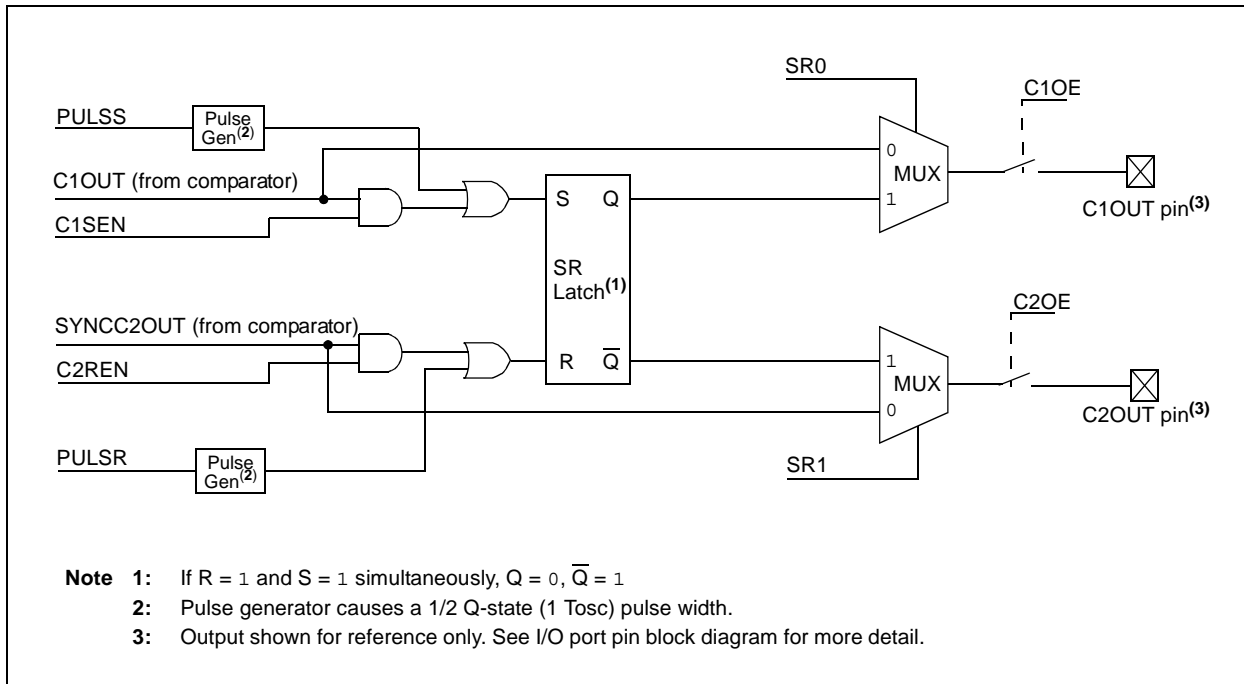 SR0
C1OE
PULSS
Pulse
Gen(2)
0
MUX
1
C1OUT (from comparator)
C1OUT pin(3)
C1SEN
S Q
SR
Latch(1)
R Q̅
C2OE
SYNCC2OUT (from comparator)
1
MUX
0
C2REN
C2OUT pin(3)
PULSR
Pulse
Gen(2)
SR1
Note 1: If R = 1 and S = 1 simultaneously, Q = 0, Q̅ = 1
2: Pulse generator causes a 1/2 Q-state (1 Tosc) pulse width.
3: Output shown for reference only. See I/O port pin block diagram for more detail.